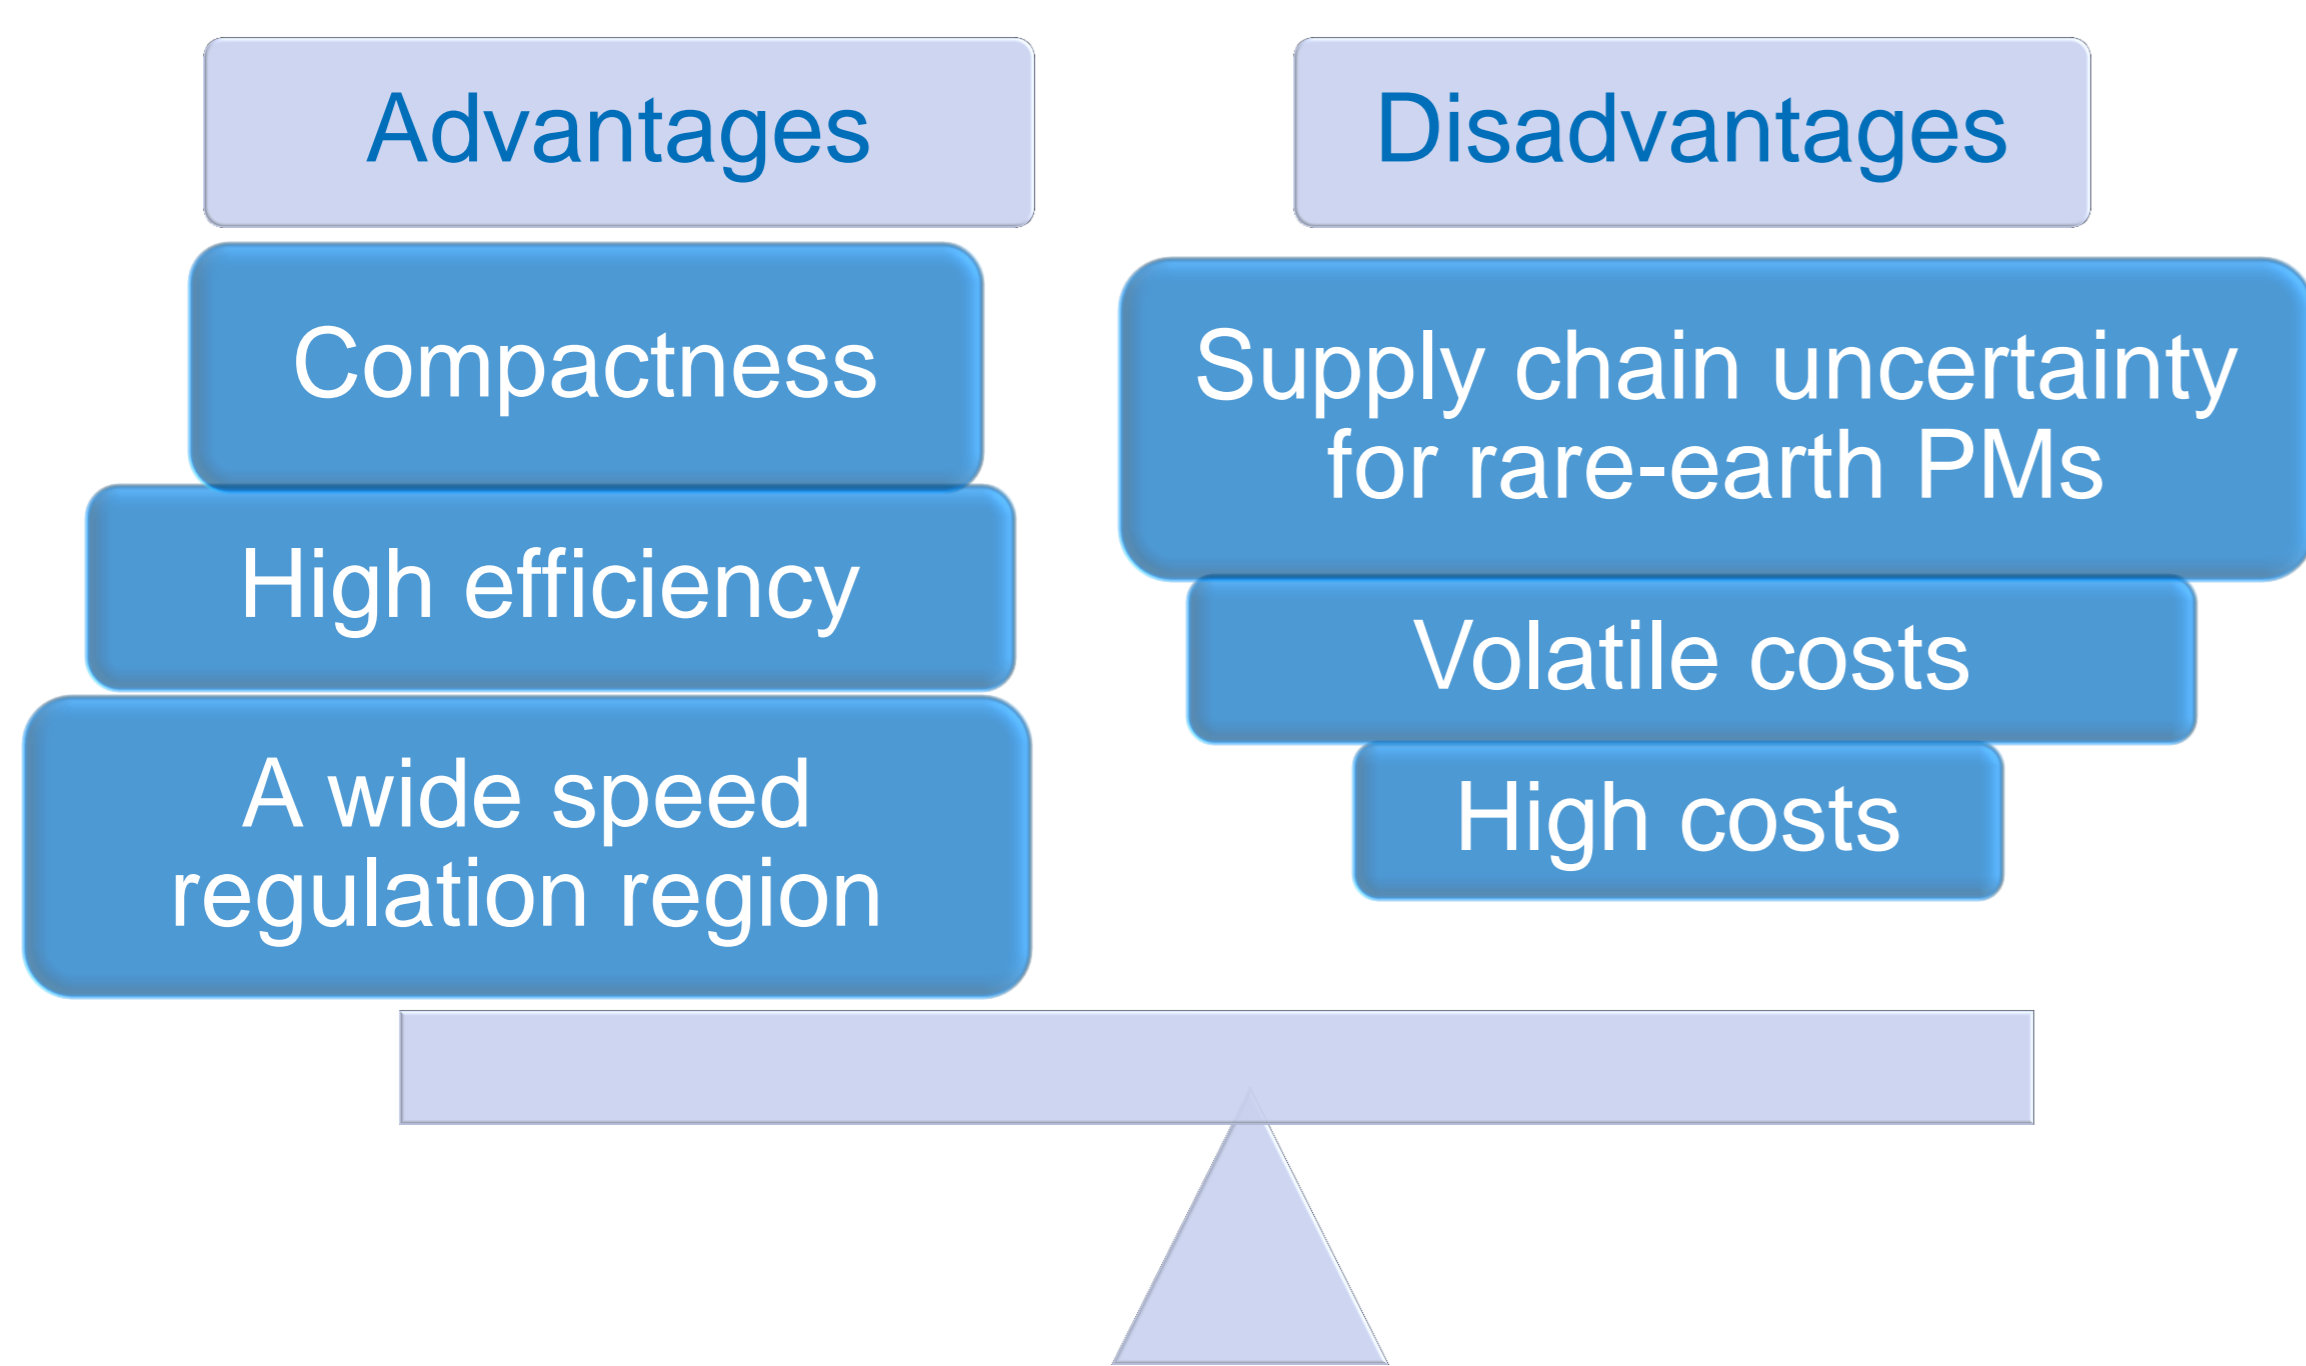 Advantages
Compactness
High efficiency
A wide speed
regulation region
Disadvantages
Supply chain uncertainty
for rare-earth PMs
Volatile costs
High costs